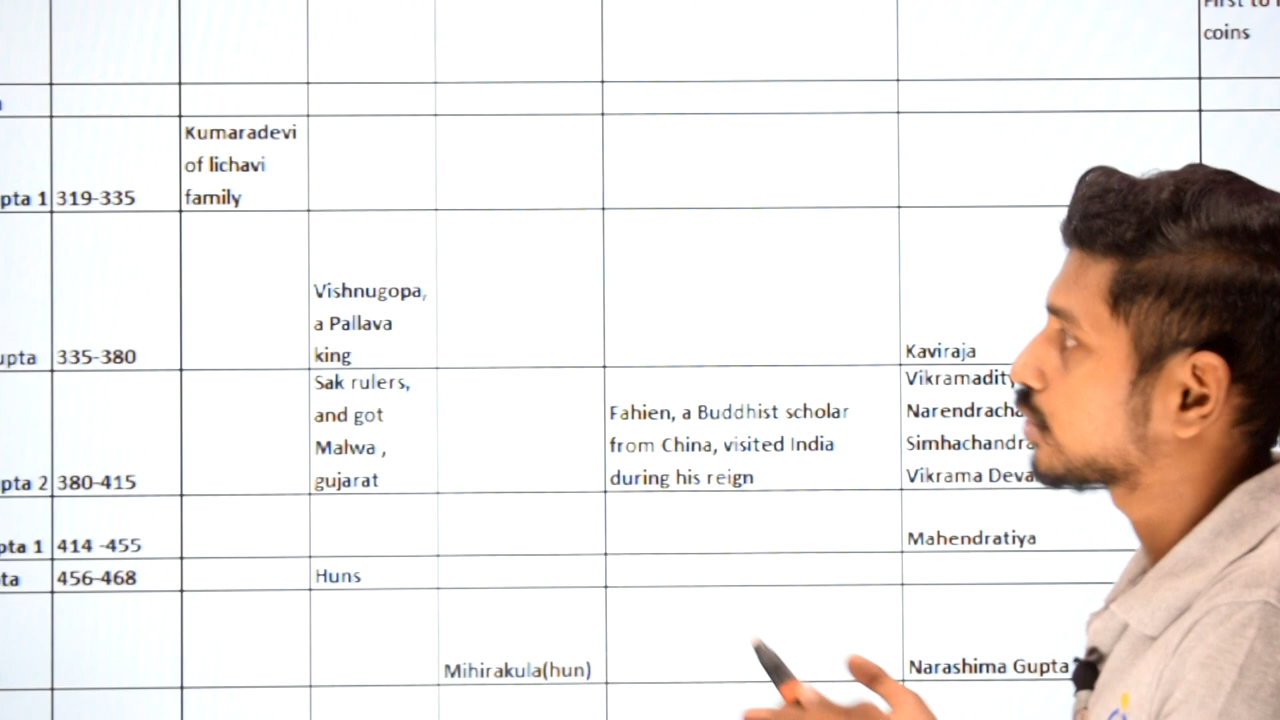 coins
Kumaradevi
of lichavi
pta 1 319-335 family
Vishnugopa,
a Pallava
upta 335-380 king Kaviraja
Sak rulers, Vikramadity
and got Fahien, a Buddhist scholar Narendracha
Malwa , from China, visited India Simhachandra
pta 2 380-415 gujarat during his reign Vikrama Deva
pta 1 414 -455 Mahendratiya
ta 456-468 Huns
Mihirakula(hun) Narashima Gupta